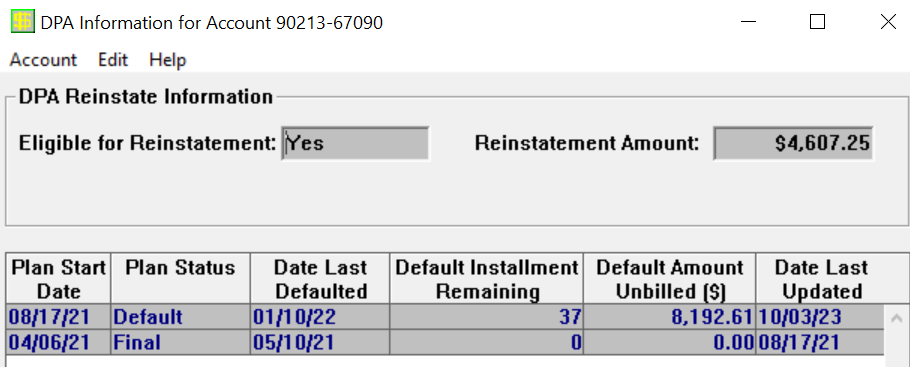 DPA Information for Account 90213-67090
Account Edit Help
DPA Reinstate Information
Eligible for Reinstatement: Yes Reinstatement Amount: $4,607.25
Plan Start Plan Status Date Last Default Installment Default Amount Date Last
Date Defaulted Remaining Unbilled ($) Updated
08/17/21 Default 01/10/22 37 8,192.61 10/03/23
04/06/21 Final 05/10/21 0 0.00 08/17/21